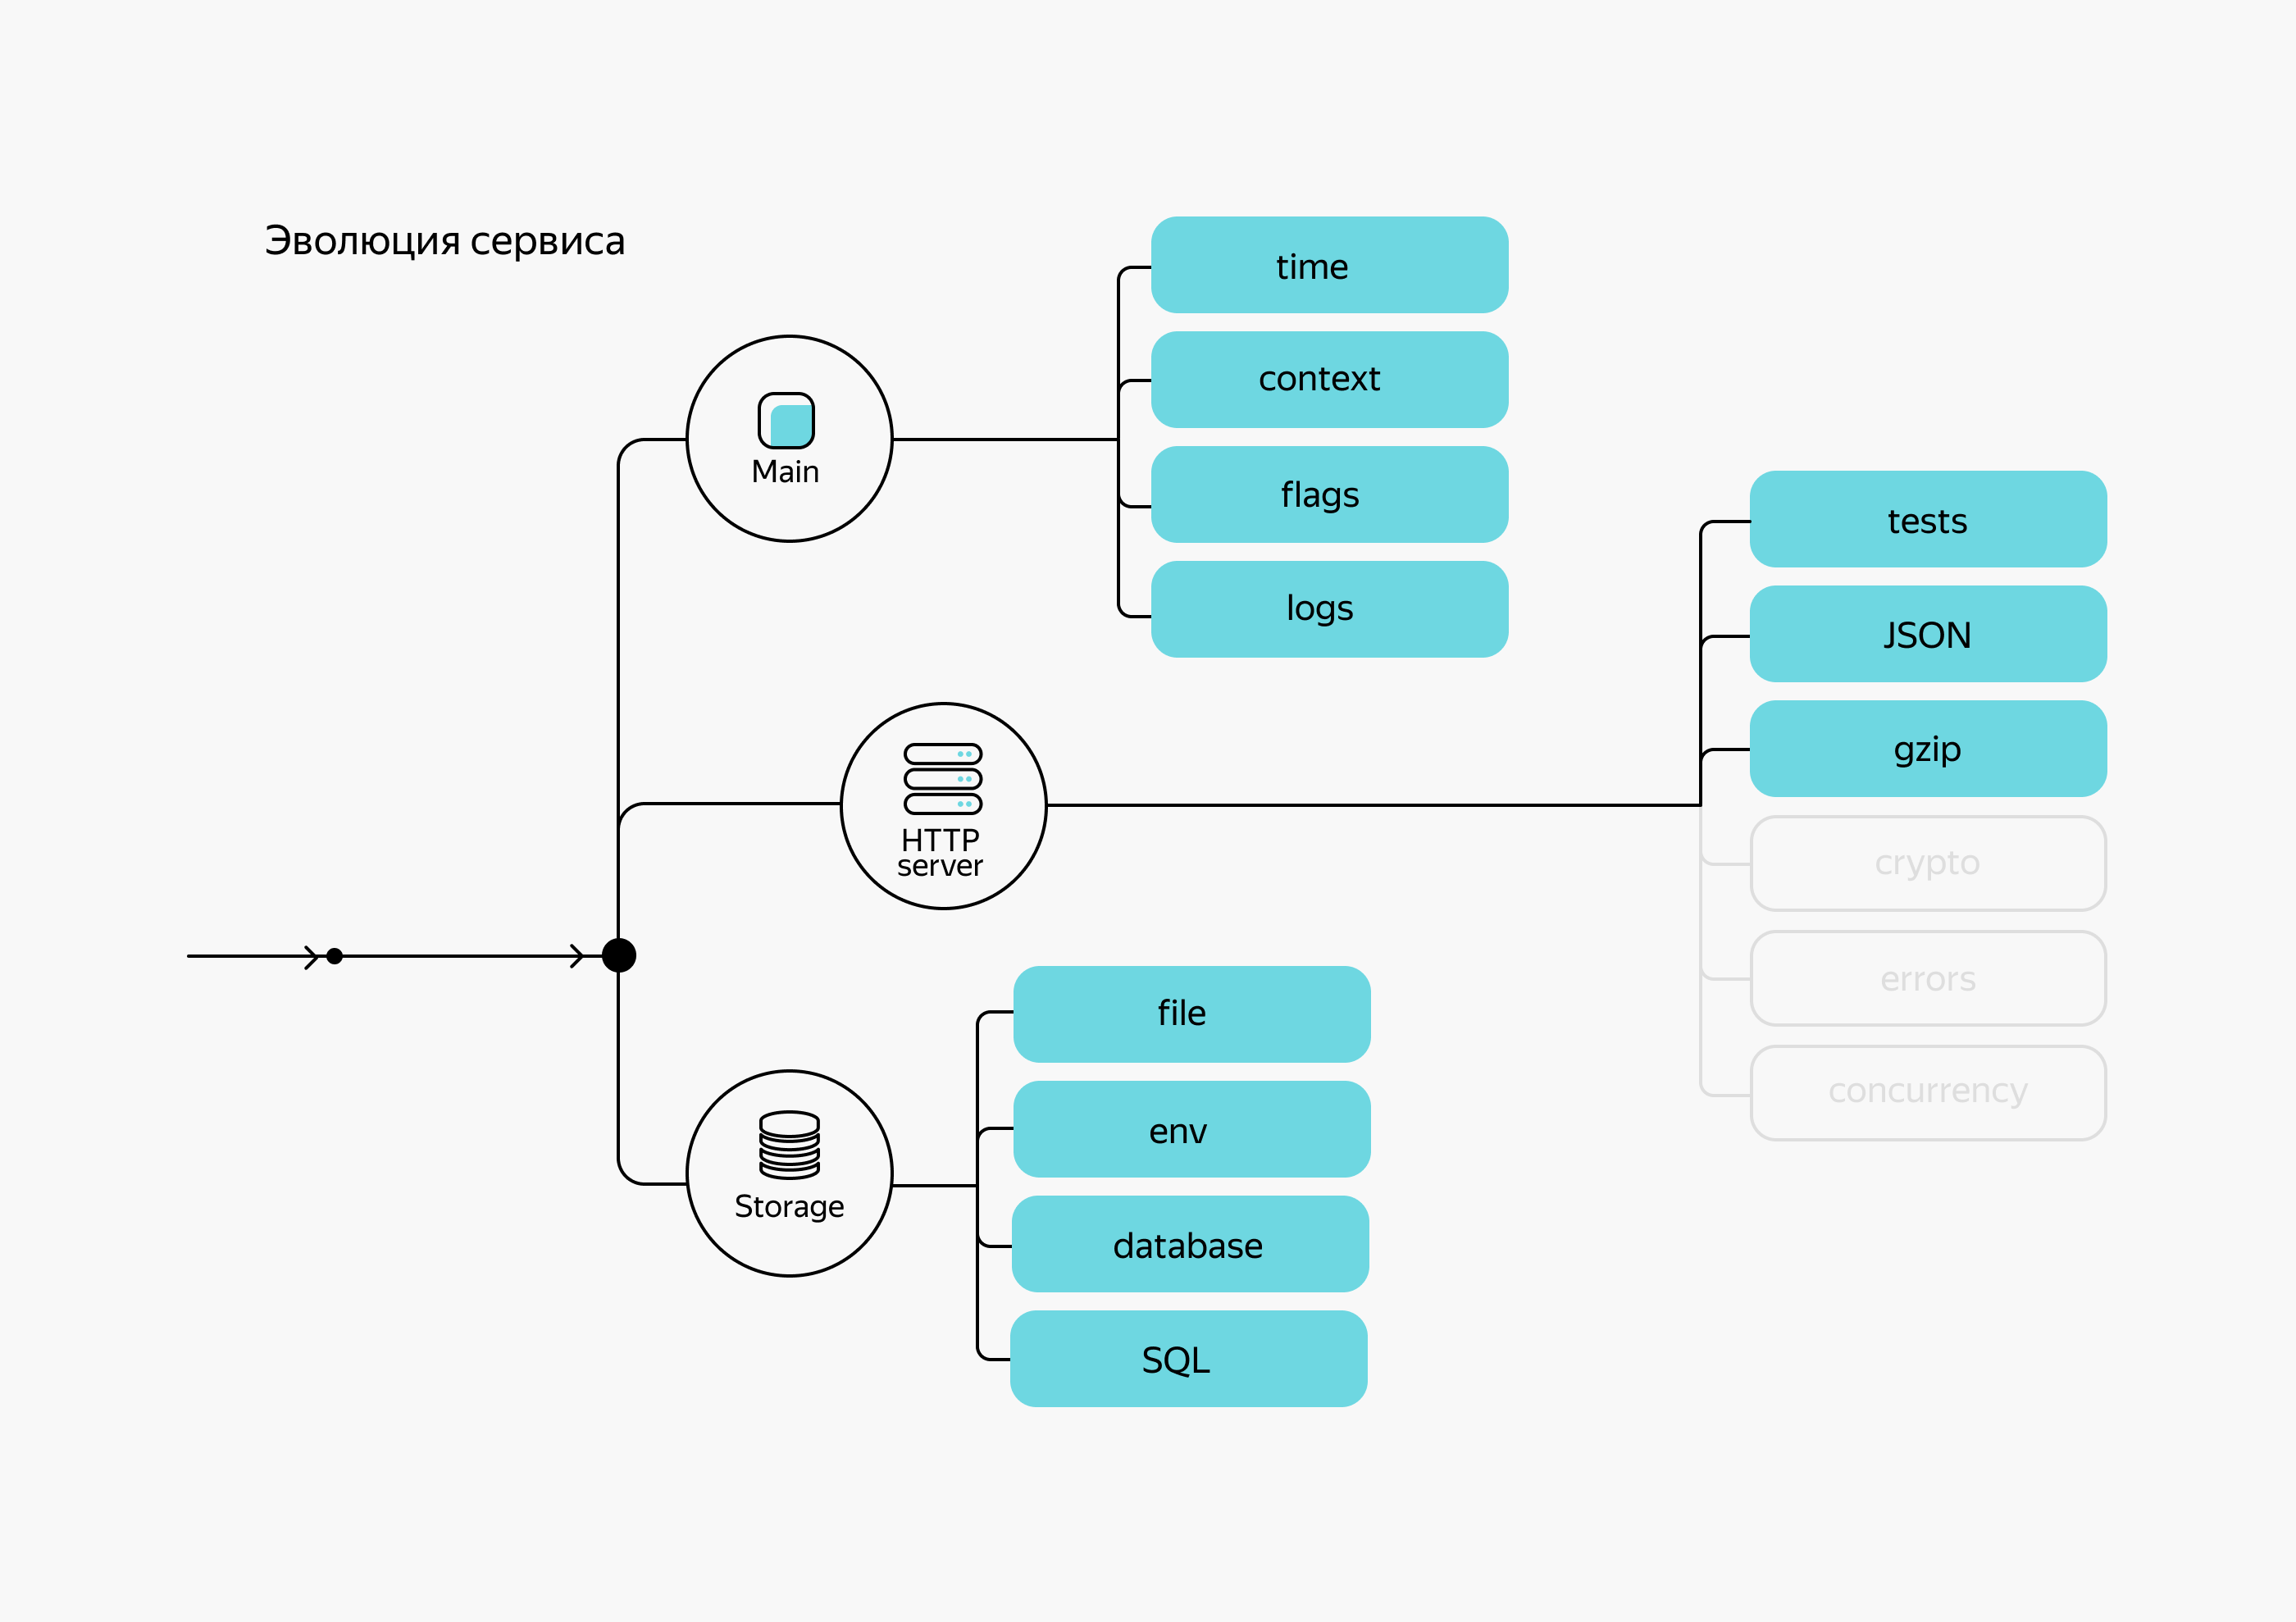 Эволюция сервиса
Main
time
context
flags
logs
HTTP
server
tests
JSON
gzip
crypto
errors
concurrency
Storage
file
env
database
SQL